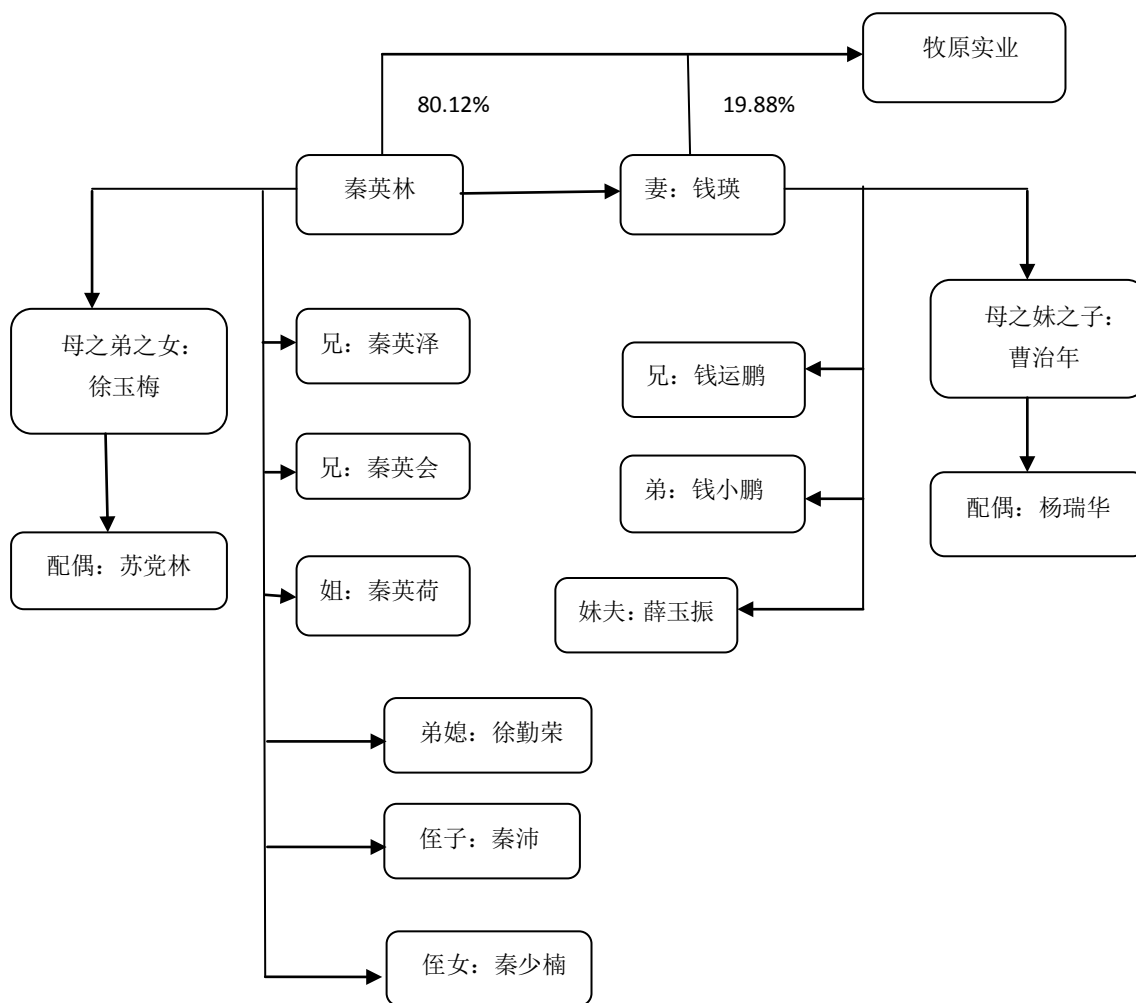 牧原实业
80.12%
19.88%
秦英林
妻：钱瑛
母之弟之女：
徐玉梅
兄：秦英泽
母之妹之子：
曹治年
兄：钱运鹏
兄：秦英会
弟：钱小鹏
配偶：杨瑞华
配偶：苏党林
姐：秦英荷
妹夫：薛玉振
弟媳：徐勤荣
侄子：秦沛
侄女：秦少楠